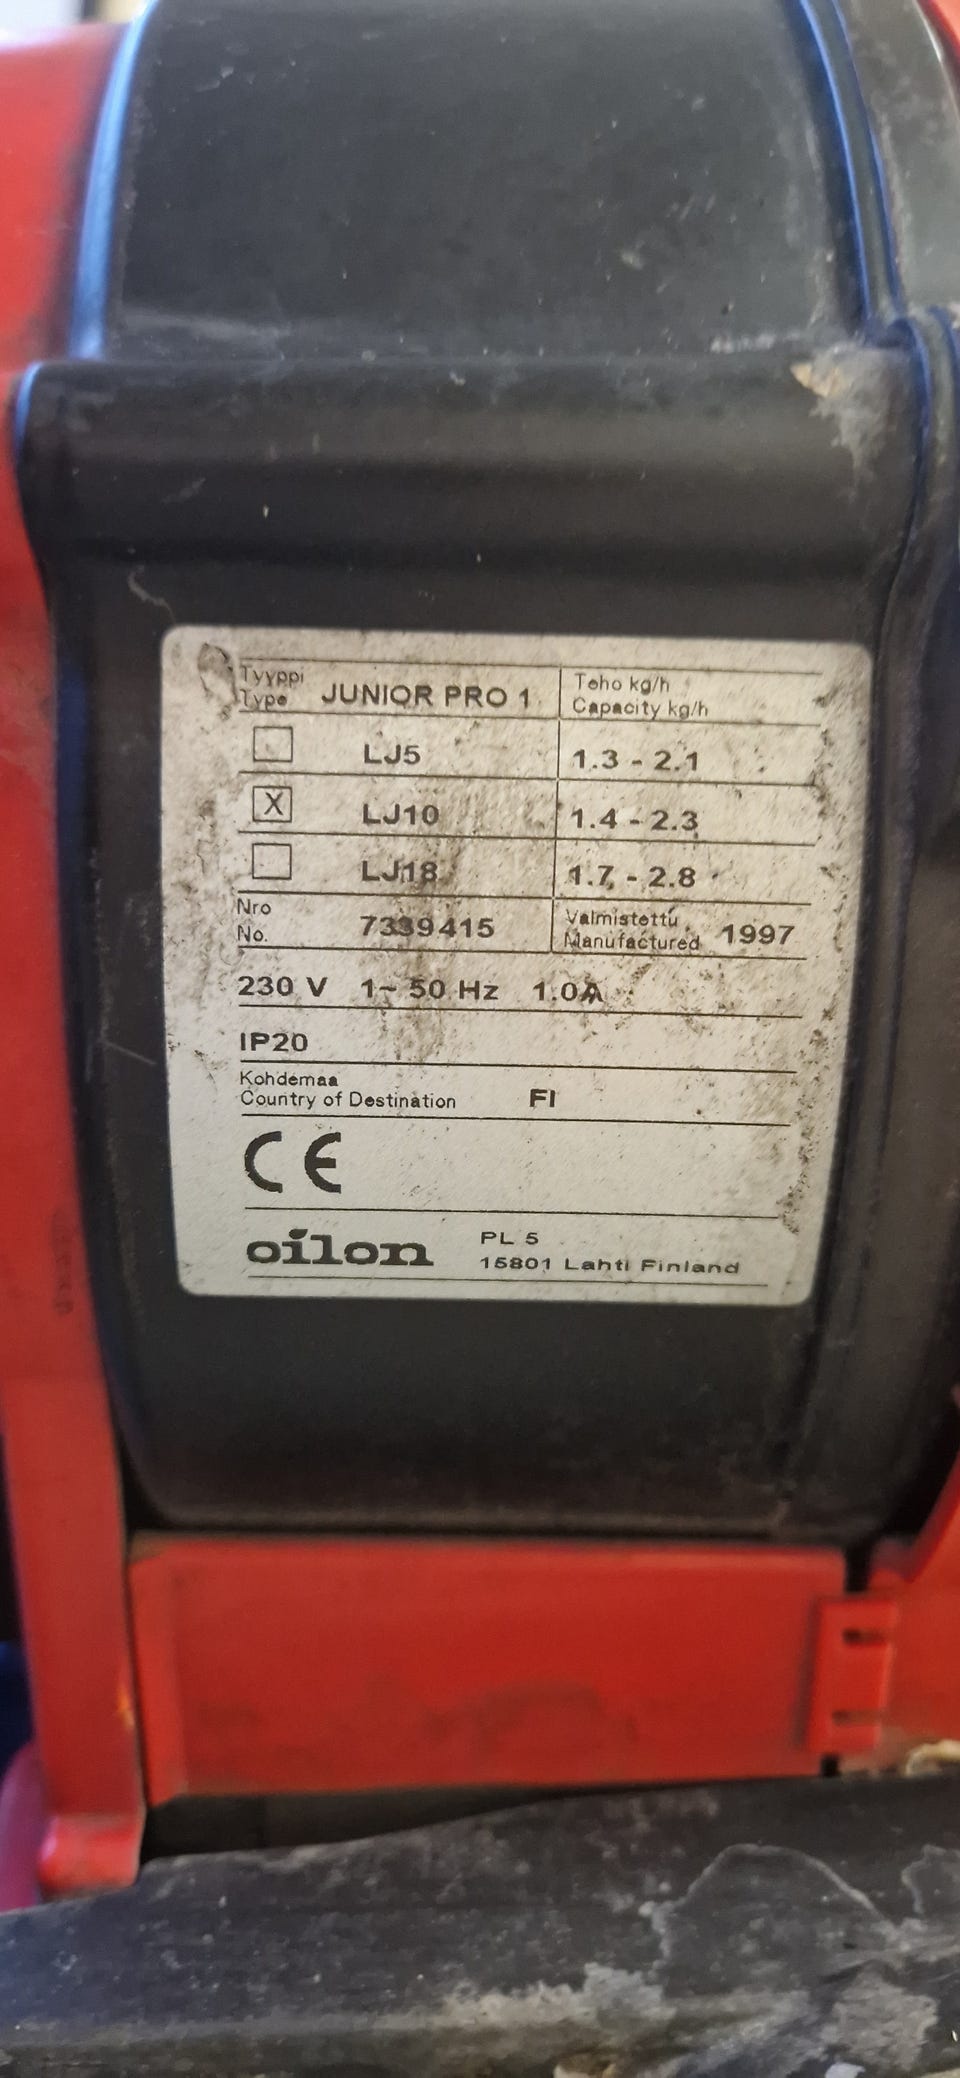 Tyyppi
Type JUNIOR PRO 1
Teho kg/h
Capacity kg/h
LJ5 1.3 - 2.1
X LJ10 1.4 - 2.3
LJ18 1.7 - 2.8
Nro
No. 7339415
Valmistettu
Manufactured 1997
230 V 1~ 50 Hz 1.0A
IP20
Kohdemaa
Country of Destination FI
CE
oilon
PL 5
15801 Lahti Finland